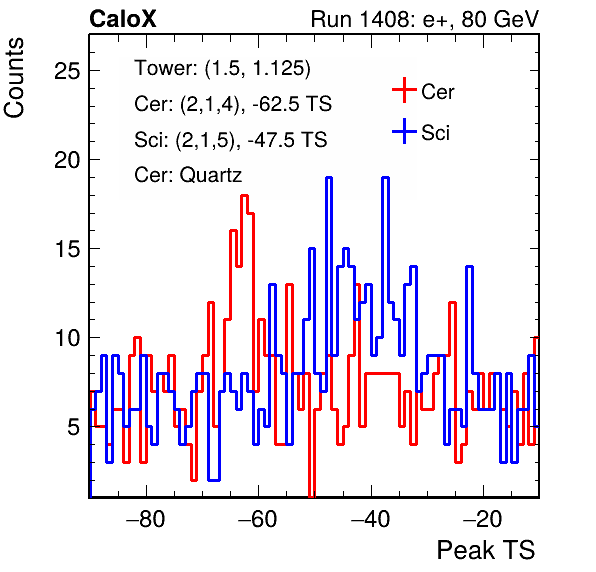 CaloX Run 1408: e+, 80 GeV
Counts
Tower: (1.5, 1.125)
Cer: (2,1,4), -62.5 TS
Sci: (2,1,5), -47.5 TS
Cer: Quartz
Cer
Sci
25
20
15
10
5
−80 −60 −40 −20
Peak TS